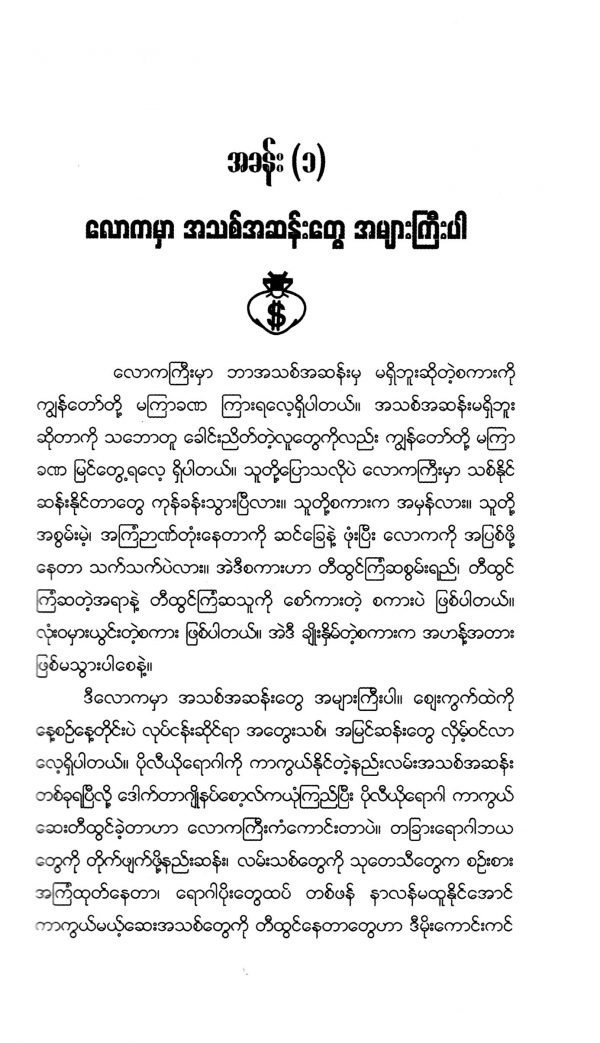 အခန်း (၁)
လောကမှာ အသစ်အဆန်းတွေ အများကြီးပါ
$
လောကကြီးမှာ ဘာအသစ်အဆန်းမှ မရှိဘူးဆိုတဲ့စကားကို
ကျွန်တော်တို့ မကြာခဏ ကြားရလေ့ရှိပါတယ်။ အသစ်အဆန်းမရှိဘူး
ဆိုတာကို သဘောတူ ခေါင်းညိတ်တဲ့လူတွေကိုလည်း ကျွန်တော်တို့ မကြာ
ခဏ မြင်တွေ့ရလေ့ ရှိပါတယ်။ သူတို့ပြောသလိုပဲ လောကကြီးမှာ သစ်နိုင်
ဆန်းနိုင်တာတွေ ကုန်ခန်းသွားပြီလား။ သူတို့စကားက အမှန်လား။ သူတို့
အစွမ်းမဲ့၊ အကြံဉာဏ်တုံးနေတာကို ဆင်ခြေနဲ့ ဖုံးပြီး လောကကို အပြစ်ဖို့
နေတာ သက်သက်ပဲလား။ အဲဒီစကားဟာ တီထွင်ကြံဆစွမ်းရည်၊ တီထွင်
ကြံဆတဲ့အရာနဲ့ တီထွင်ကြံဆသူကို စော်ကားတဲ့ စကားပဲ ဖြစ်ပါတယ်။
လုံးဝမှားယွင်းတဲ့စကား ဖြစ်ပါတယ်။ အဲဒီ ချိုးနှိမ်တဲ့စကားက အဟန့်အတား
ဖြစ်မသွားပါစေနဲ့။
ဒီလောကမှာ အသစ်အဆန်းတွေ အများကြီးပါ။ ဈေးကွက်ထဲကို
နေ့စဉ်နေ့တိုင်းပဲ လုပ်ငန်းဆိုင်ရာ အတွေးသစ်၊ အမြင်ဆန်းတွေ လှိမ့်ဝင်လာ
လေ့ရှိပါတယ်။ ပိုလီယိုရောဂါကို ကာကွယ်နိုင်တဲ့နည်းလမ်းအသစ်အဆန်း
တစ်ခုရပြီလို့ ဒေါက်တာဂျိုနပ်စော့လ်ကယုံကြည်ပြီး ပိုလီယိုရောဂါ ကာကွယ်
ဆေးတီထွင်ခဲ့တာဟာ လောကကြီးကံကောင်းတာပဲ။ တခြားရောဂါဘယ
တွေကို တိုက်ဖျက်ဖို့နည်းဆန်း၊ လမ်းသစ်တွေကို သုတေသီတွေက စဉ်းစား
အကြံထုတ်နေတာ၊ ရောဂါပိုးတွေထပ် တစ်ဖန် နာလန်မထူနိုင်အောင်
ကာကွယ်မယ့်ဆေးအသစ်တွေကို တီထွင်နေတာတွေဟာ ဒီမိုးကောင်းကင်